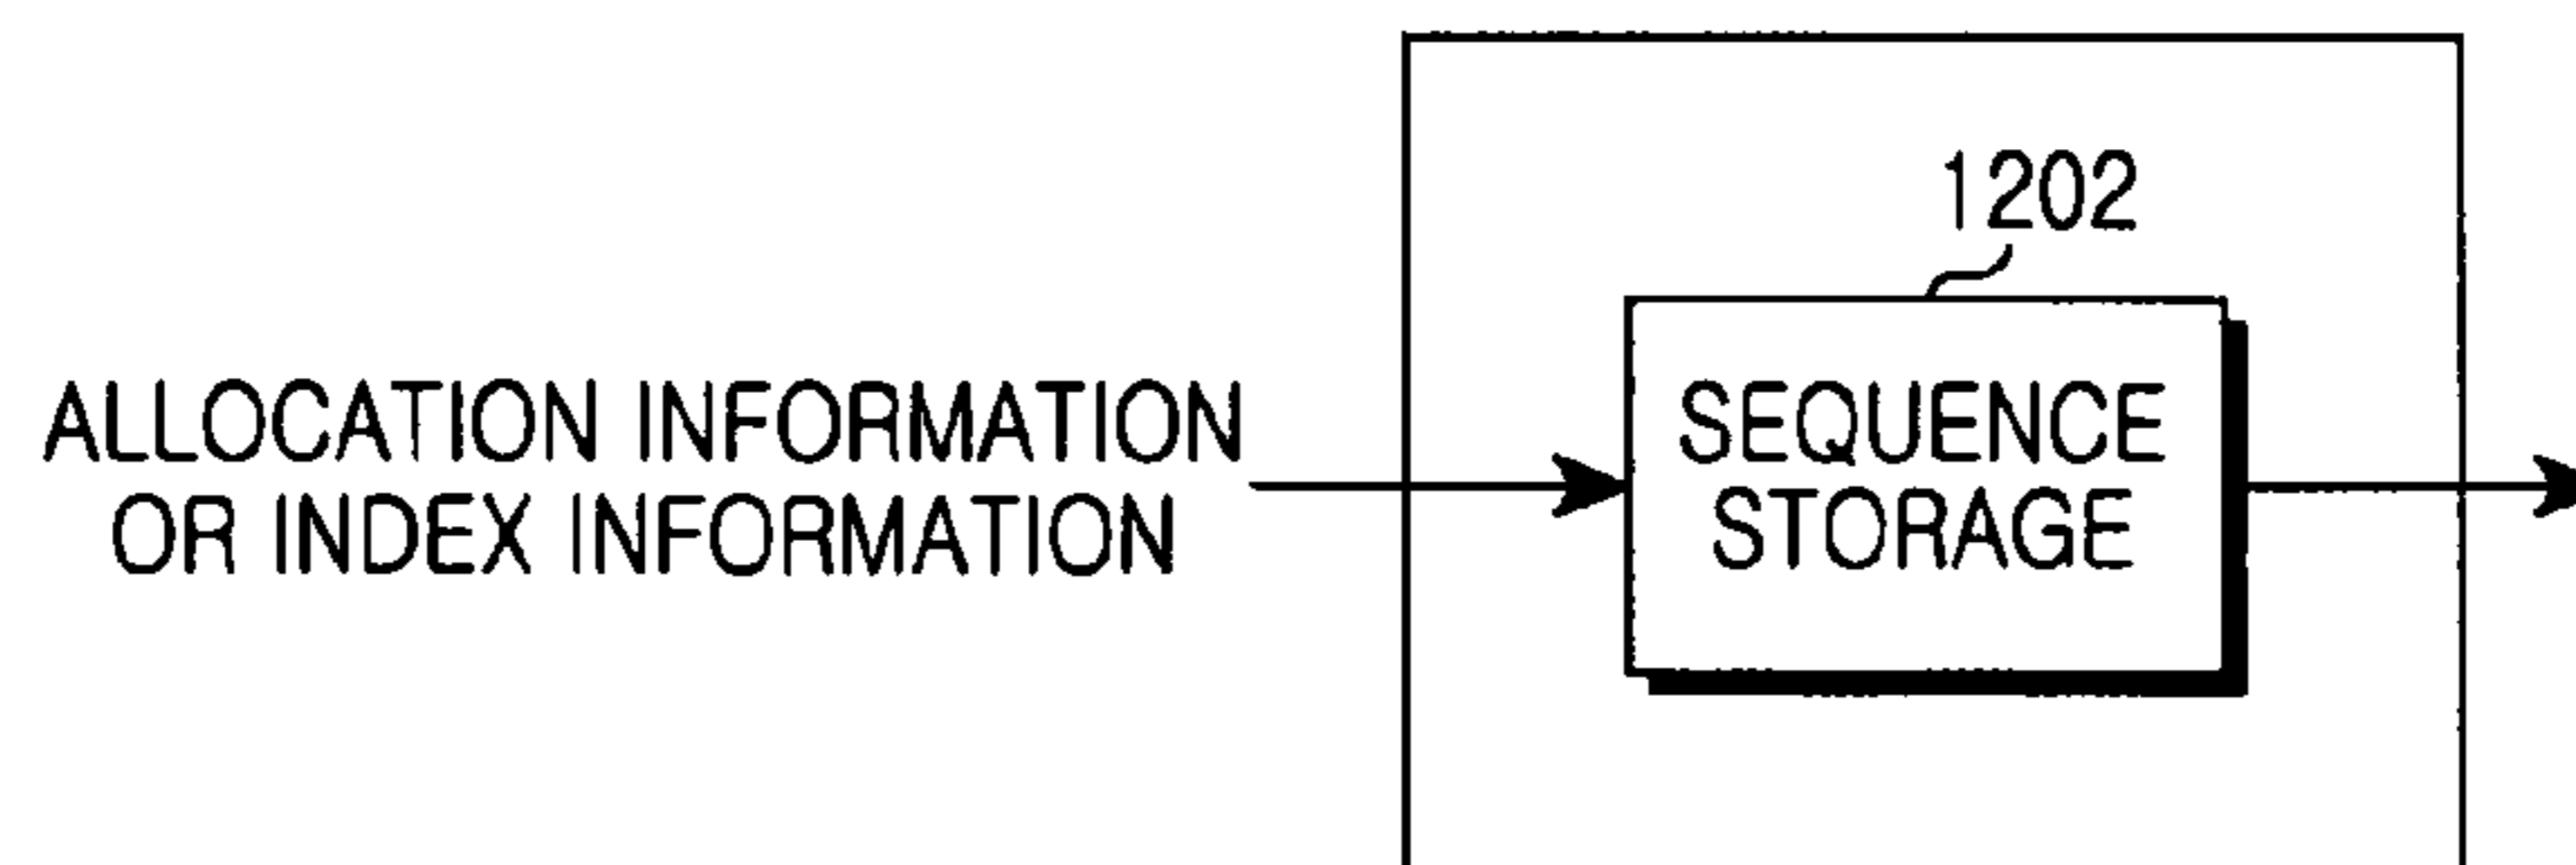 1202
ALLOCATION INFORMATION
OR INDEX INFORMATION
SEQUENCE
STORAGE